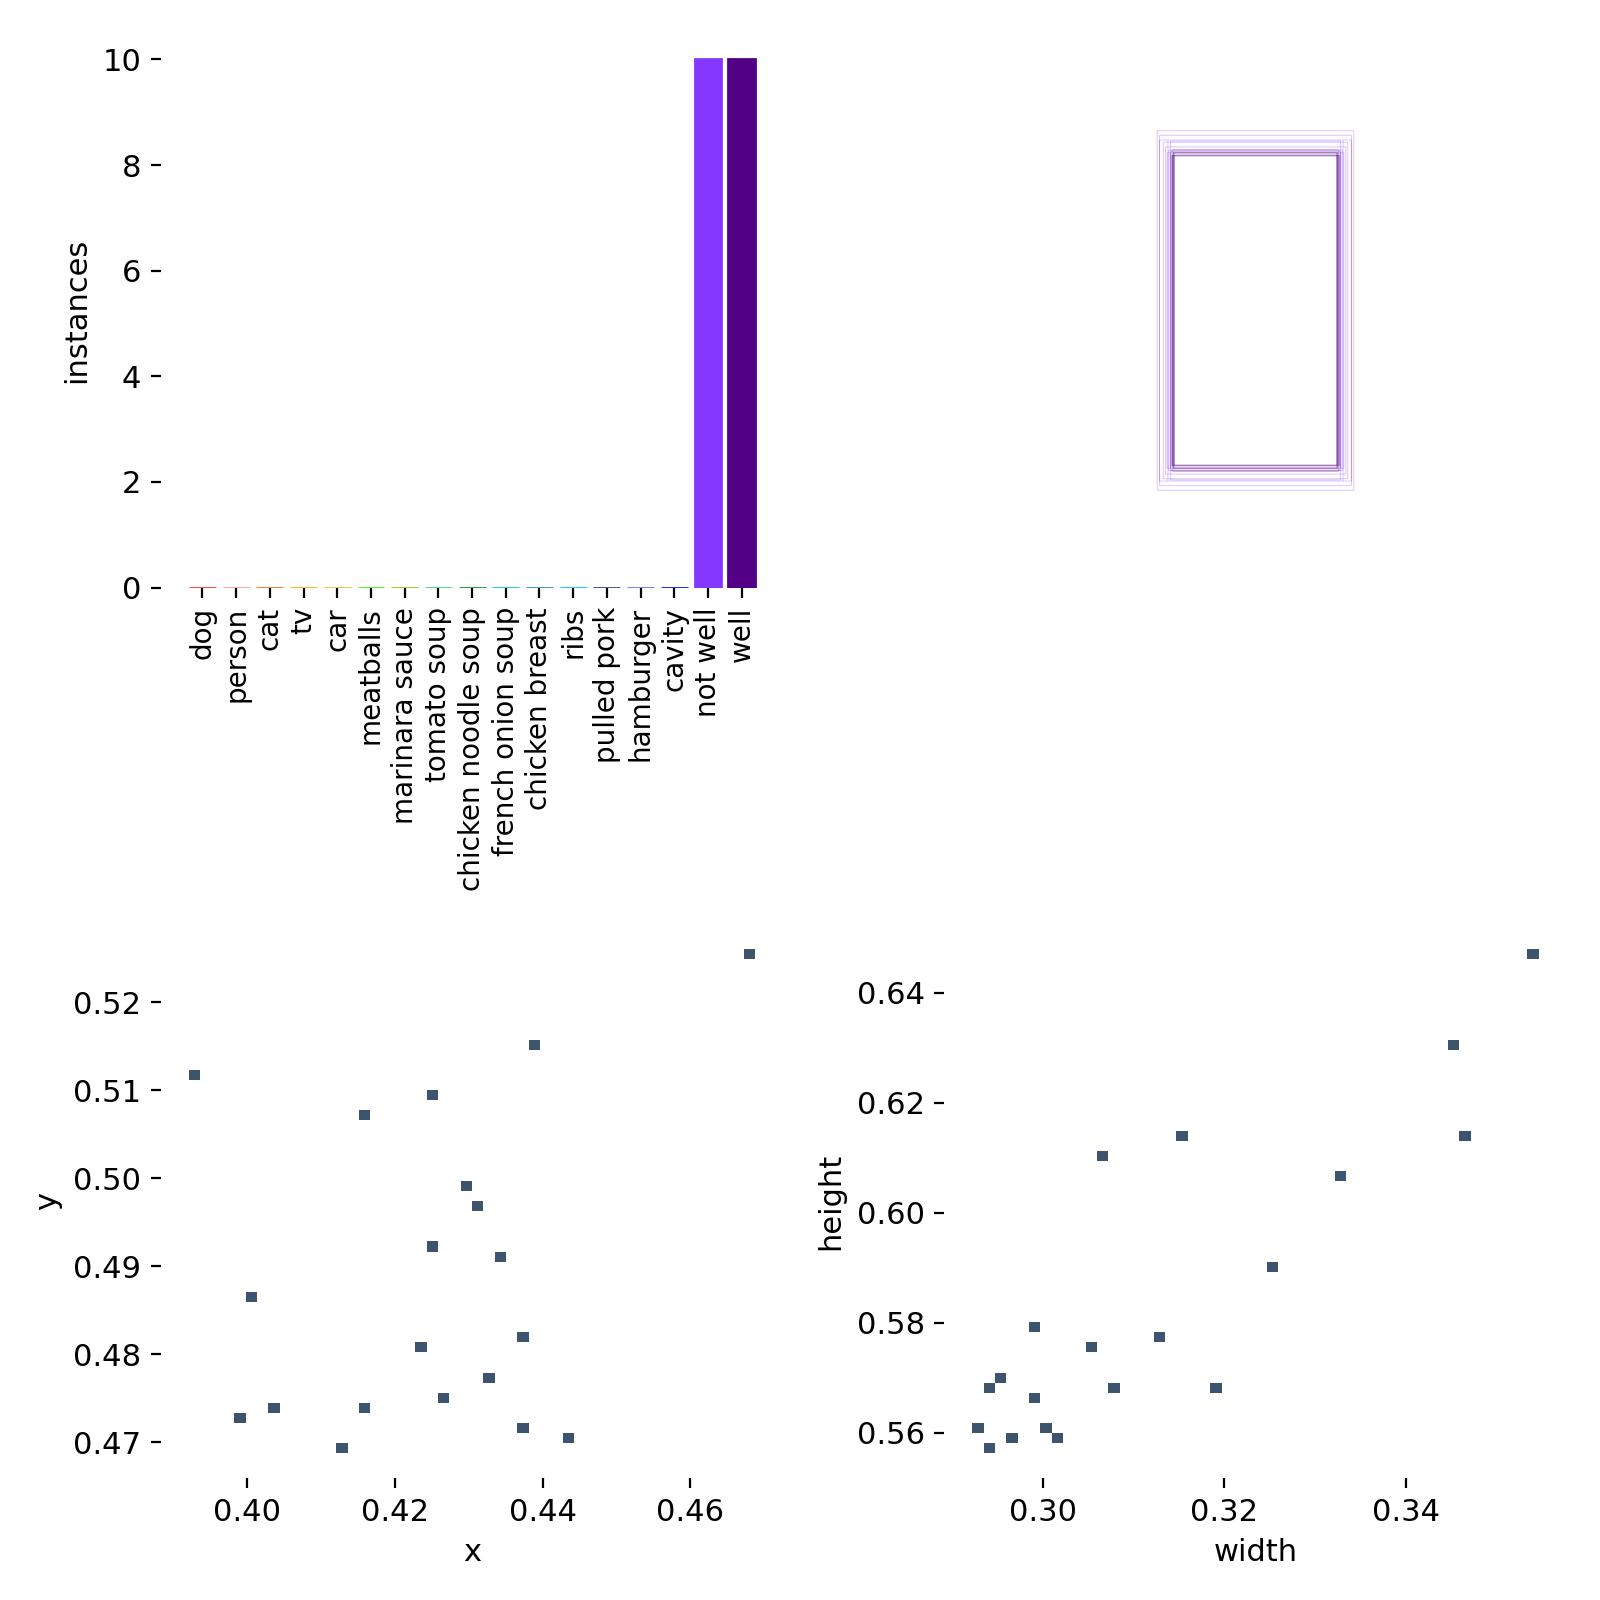 10
8
6
4
2
0
instances
dog
person
cat
tv
car
meatballs
marinara sauce
tomato soup
chicken noodle soup
french onion soup
chicken breast
ribs
pulled pork
hamburger
cavity
not well
well
0.52
0.51
0.50
0.49
0.48
0.47
y
0.40 0.42 0.44 0.46
x
0.64
0.62
0.60
0.58
0.56
height
0.30 0.32 0.34
width